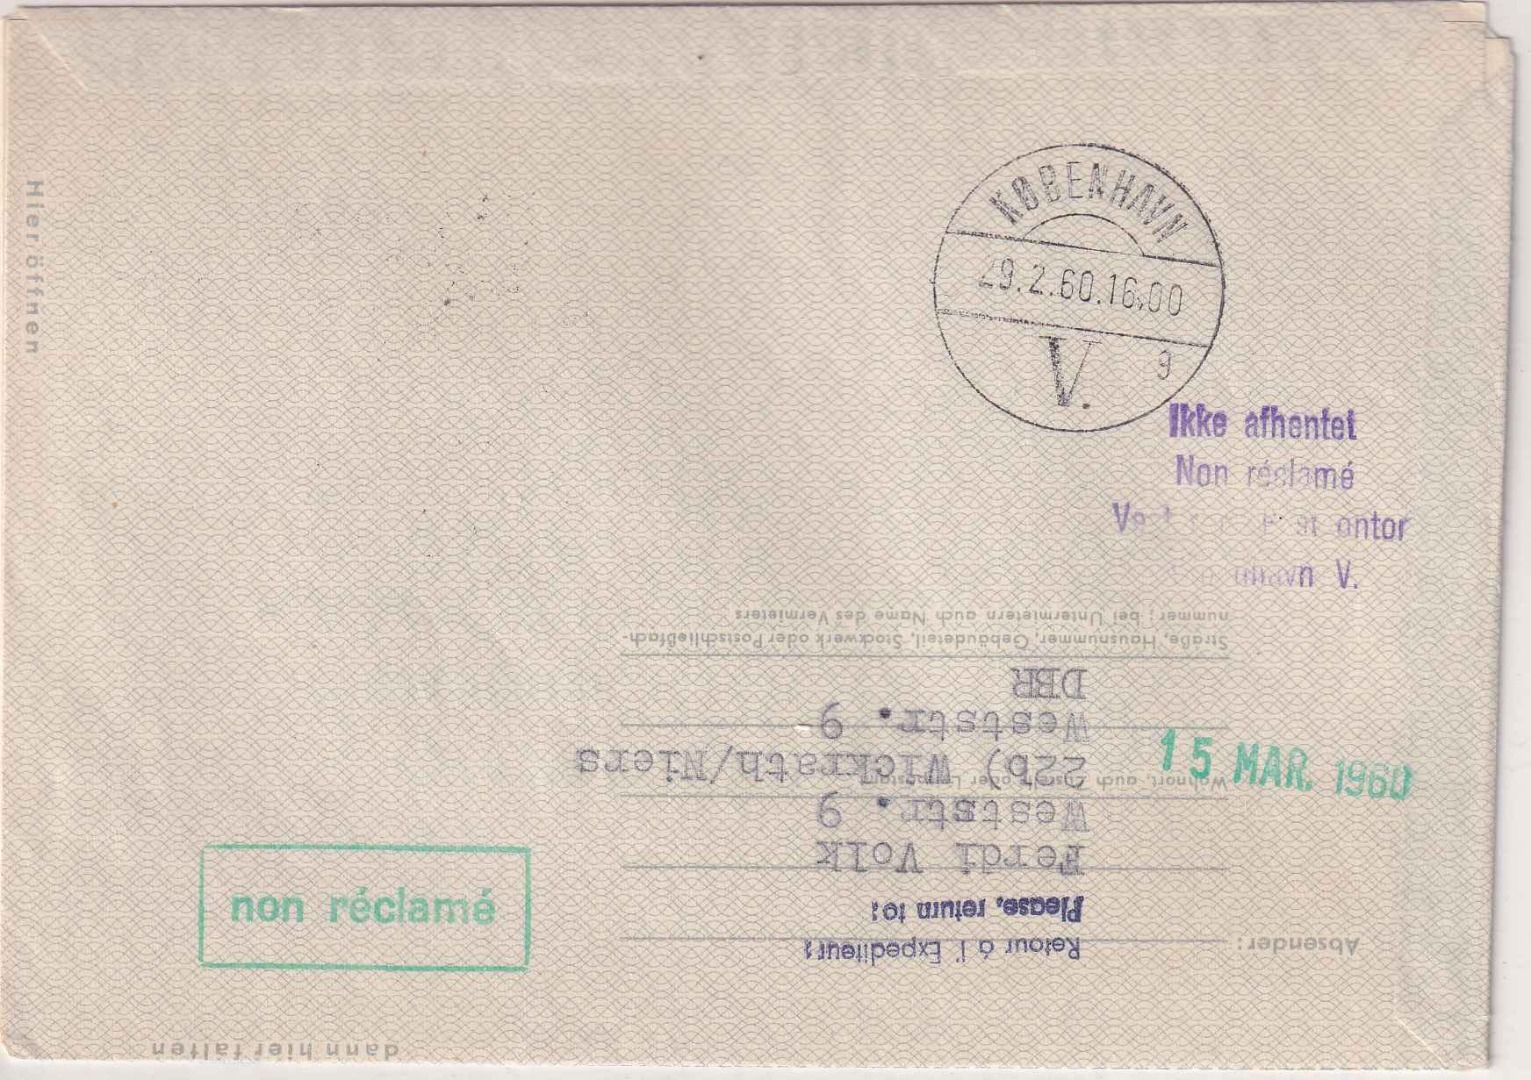 Hier öffnen
KØBENHAVN
29.2.60.16.00
V.
9
Ikke afhentet
Non réclamé
V.
15 MAR. 1960
non réclamé
Absender:
Retour á l' Expediteur:
Please, return to:
Ferdi Volk
Weststr. 9
Wohnort, auch
22b) Wickrath/Niers
Weststr. 9
DBR
Straße, Hausnummer, Gebäudeteil, Stockwerk oder Postschließfach-
nummer; bei Untermietern auch Name des Vermieters
dann hier falten